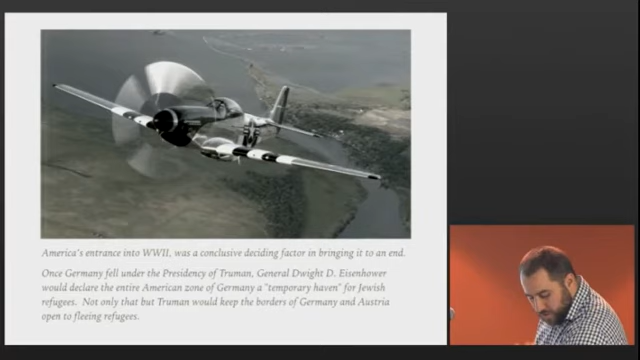 America's entrance into WWII, was a conclusive deciding factor in bringing it to an end.
Once Germany fell under the Presidency of Truman, General Dwight D. Eisenhower
would declare the entire American zone of Germany a "temporary haven" for Jewish
refugees.  Not only that but Truman would keep the borders of Germany and Austria
open to fleeing refugees.